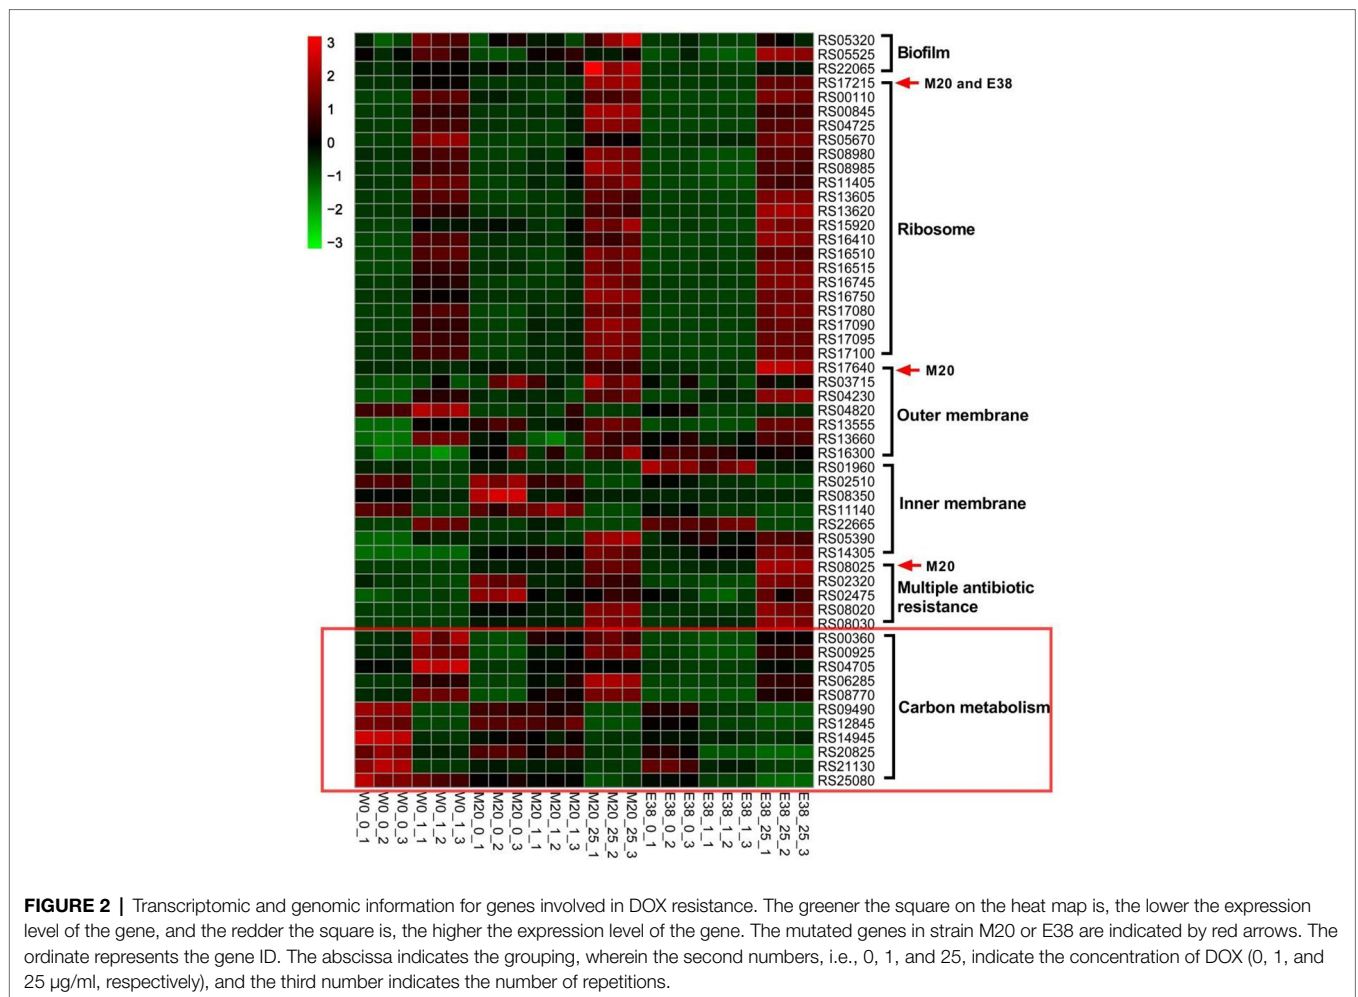 3
2
1
0
−1
−2
−3
RS05320
RS05525
RS22065
Biofilm
RS17215
M20 and E38
RS00110
RS00845
RS04725
RS05670
RS08980
RS08985
RS11405
RS13605
RS13620
RS15920
RS16410
RS16510
RS16515
RS16745
RS16750
RS17080
RS17090
RS17095
RS17100
Ribosome
RS17640
M20
RS03715
RS04230
RS04820
RS13555
RS13660
RS16300
Outer membrane
RS01960
RS02510
RS08350
RS11140
RS22665
RS05390
RS14305
Inner membrane
RS08025
M20
RS02320
RS02475
RS08020
RS08030
Multiple antibiotic
resistance
RS00360
RS00925
RS04705
RS06285
RS08770
RS09490
RS12845
RS14945
RS20825
RS21130
RS25080
Carbon metabolism
W0_0_1
W0_0_2
W0_0_3
W0_1_1
W0_1_2
W0_1_3
M20_0_1
M20_0_2
M20_0_3
M20_1_1
M20_1_2
M20_1_3
M20_25_1
M20_25_2
M20_25_3
E38_0_1
E38_0_2
E38_0_3
E38_1_1
E38_1_2
E38_1_3
E38_25_1
E38_25_2
E38_25_3
FIGURE 2 | Transcriptomic and genomic information for genes involved in DOX resistance. The greener the square on the heat map is, the lower the expression
level of the gene, and the redder the square is, the higher the expression level of the gene. The mutated genes in strain M20 or E38 are indicated by red arrows. The
ordinate represents the gene ID. The abscissa indicates the grouping, wherein the second numbers, i.e., 0, 1, and 25, indicate the concentration of DOX (0, 1, and
25 μg/ml, respectively), and the third number indicates the number of repetitions.